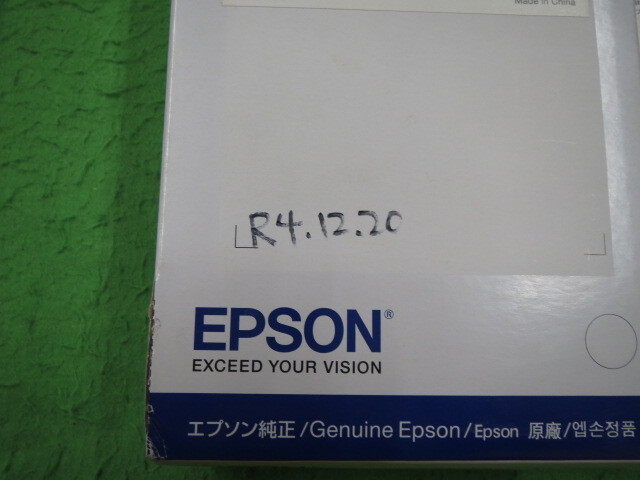 Made in China
R4.12.20
EPSON®
EXCEED YOUR VISION
エプソン純正/Genuine Epson/Epson 原廠/엡손정품